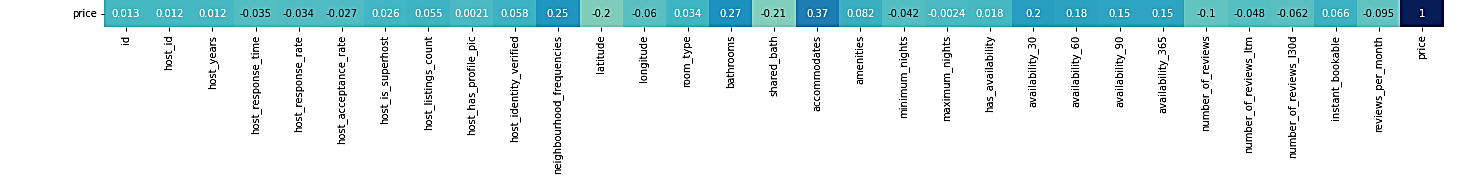 price
0.013 0.012 0.012 -0.035 -0.034 -0.027 0.026 0.055 0.0021 0.058 0.25 -0.2 -0.06 0.034 0.27 -0.21 0.37 0.082 -0.042 -0.0024 0.018 0.2 0.18 0.15 0.15 -0.1 -0.048 -0.062 0.066 -0.095 1
id
host_id
host_years
host_response_time
host_response_rate
host_acceptance_rate
host_is_superhost
host_listings_count
host_has_profile_pic
host_identity_verified
neighbourhood_frequencies
latitude
longitude
room_type
bathrooms
shared_bath
accommodates
amenities
minimum_nights
maximum_nights
has_availability
availability_30
availability_60
availability_90
availability_365
number_of_reviews
number_of_reviews_ltm
number_of_reviews_l30d
instant_bookable
reviews_per_month
price